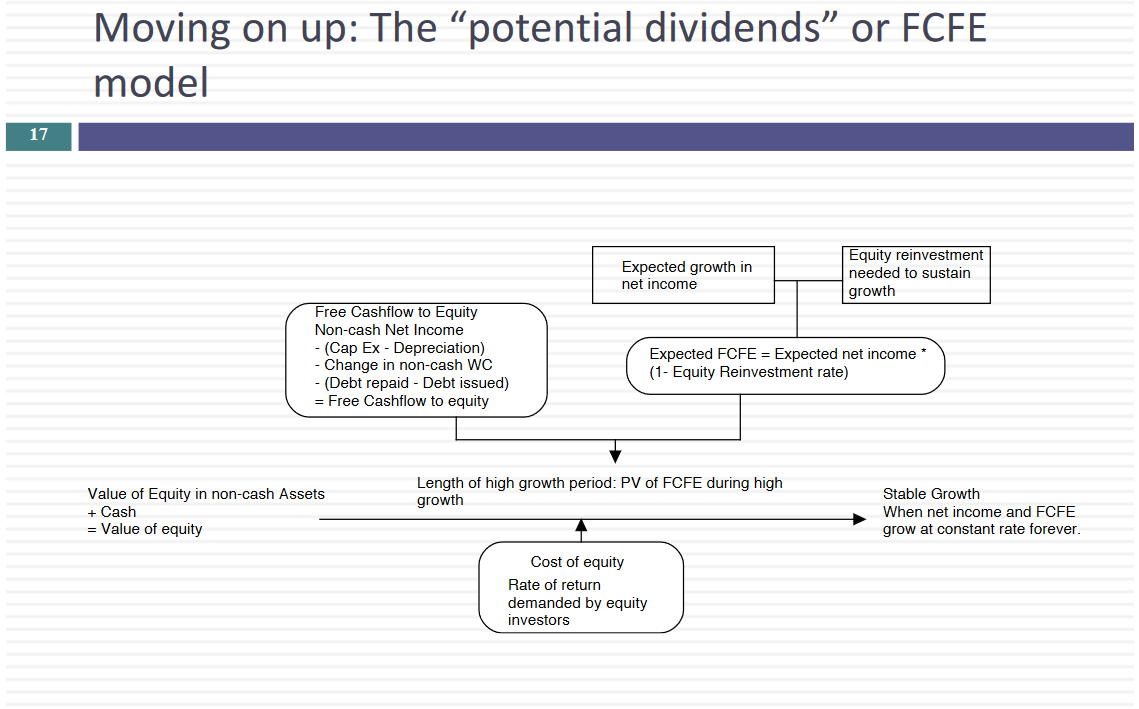 Moving on up: The “potential dividends” or FCFE
model
17
Expected growth in
net income
Equity reinvestment
needed to sustain
growth
Free Cashflow to Equity
Non-cash Net Income
- (Cap Ex - Depreciation)
- Change in non-cash WC
- (Debt repaid - Debt issued)
= Free Cashflow to equity
Expected FCFE = Expected net income *
(1- Equity Reinvestment rate)
Value of Equity in non-cash Assets
+ Cash
= Value of equity
Length of high growth period: PV of FCFE during high
growth
Stable Growth
When net income and FCFE
grow at constant rate forever.
Cost of equity
Rate of return
demanded by equity
investors